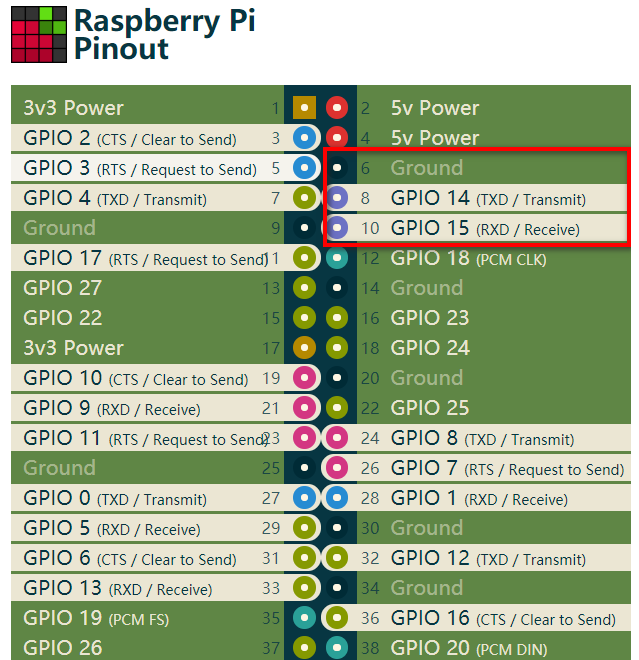 Raspberry Pi
Pinout
3v3 Power 1 2 5v Power
GPIO 2 (CTS / Clear to Send) 3 4 5v Power
GPIO 3 (RTS / Request to Send) 5 6 Ground
GPIO 4 (TXD / Transmit) 7 8 GPIO 14 (TXD / Transmit)
Ground 9 10 GPIO 15 (RXD / Receive)
GPIO 17 (RTS / Request to Send) 11 12 GPIO 18 (PCM CLK)
GPIO 27 13 14 Ground
GPIO 22 15 16 GPIO 23
3v3 Power 17 18 GPIO 24
GPIO 10 (CTS / Clear to Send) 19 20 Ground
GPIO 9 (RXD / Receive) 21 22 GPIO 25
GPIO 11 (RTS / Request to Send) 23 24 GPIO 8 (TXD / Transmit)
Ground 25 26 GPIO 7 (RTS / Request to Send)
GPIO 0 (TXD / Transmit) 27 28 GPIO 1 (RXD / Receive)
GPIO 5 (RXD / Receive) 29 30 Ground
GPIO 6 (CTS / Clear to Send) 31 32 GPIO 12 (TXD / Transmit)
GPIO 13 (RXD / Receive) 33 34 Ground
GPIO 19 (PCM FS) 35 36 GPIO 16 (CTS / Clear to Send)
GPIO 26 37 38 GPIO 20 (PCM DIN)